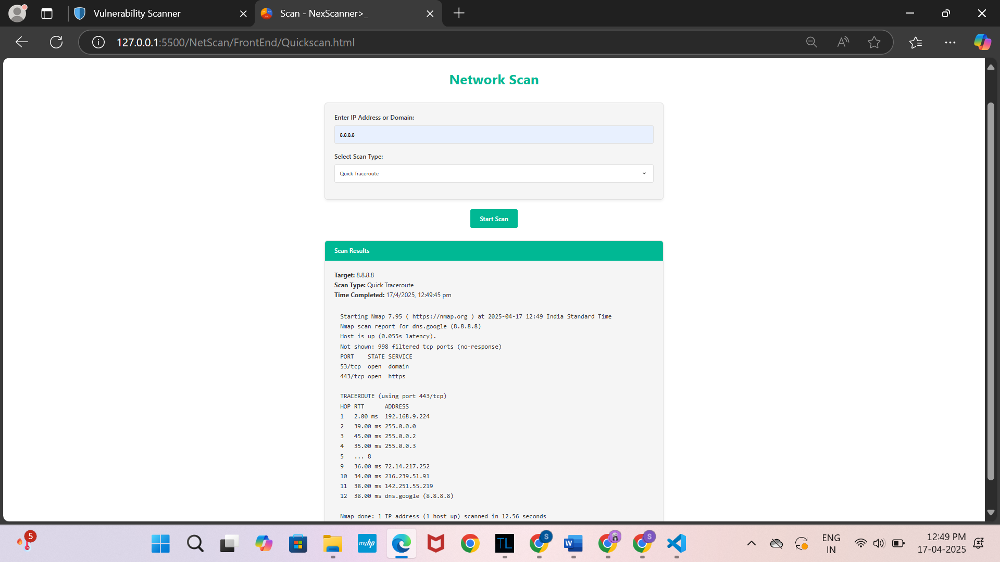 Vulnerability Scanner
Scan - NexScanner>_
127.0.0.1:5500/NetScan/FrontEnd/Quickscan.html
Network Scan
Enter IP Address or Domain:
8.8.8.8
Select Scan Type:
Quick Traceroute
Start Scan
Scan Results
Target: 8.8.8.8
Scan Type: Quick Traceroute
Time Completed: 17/4/2025, 12:49:45 pm
Starting Nmap 7.95 ( https://nmap.org ) at 2025-04-17 12:49 India Standard Time
Nmap scan report for dns.google (8.8.8.8)
Host is up (0.055s latency).
Not shown: 998 filtered tcp ports (no-response)
PORT    STATE SERVICE
53/tcp  open  domain
443/tcp open  https
TRACEROUTE (using port 443/tcp)
HOP RTT      ADDRESS
1   2.00 ms  192.168.9.224
2   39.00 ms 255.0.0.0
3   45.00 ms 255.0.0.2
4   35.00 ms 255.0.0.3
5   ... 8
9   36.00 ms 72.14.217.252
10  34.00 ms 216.239.51.91
11  38.00 ms 142.251.55.219
12  38.00 ms dns.google (8.8.8.8)
Nmap done: 1 IP address (1 host up) scanned in 12.56 seconds
5
myhp
TL
S
W
S
ENG
IN
12:49 PM
17-04-2025